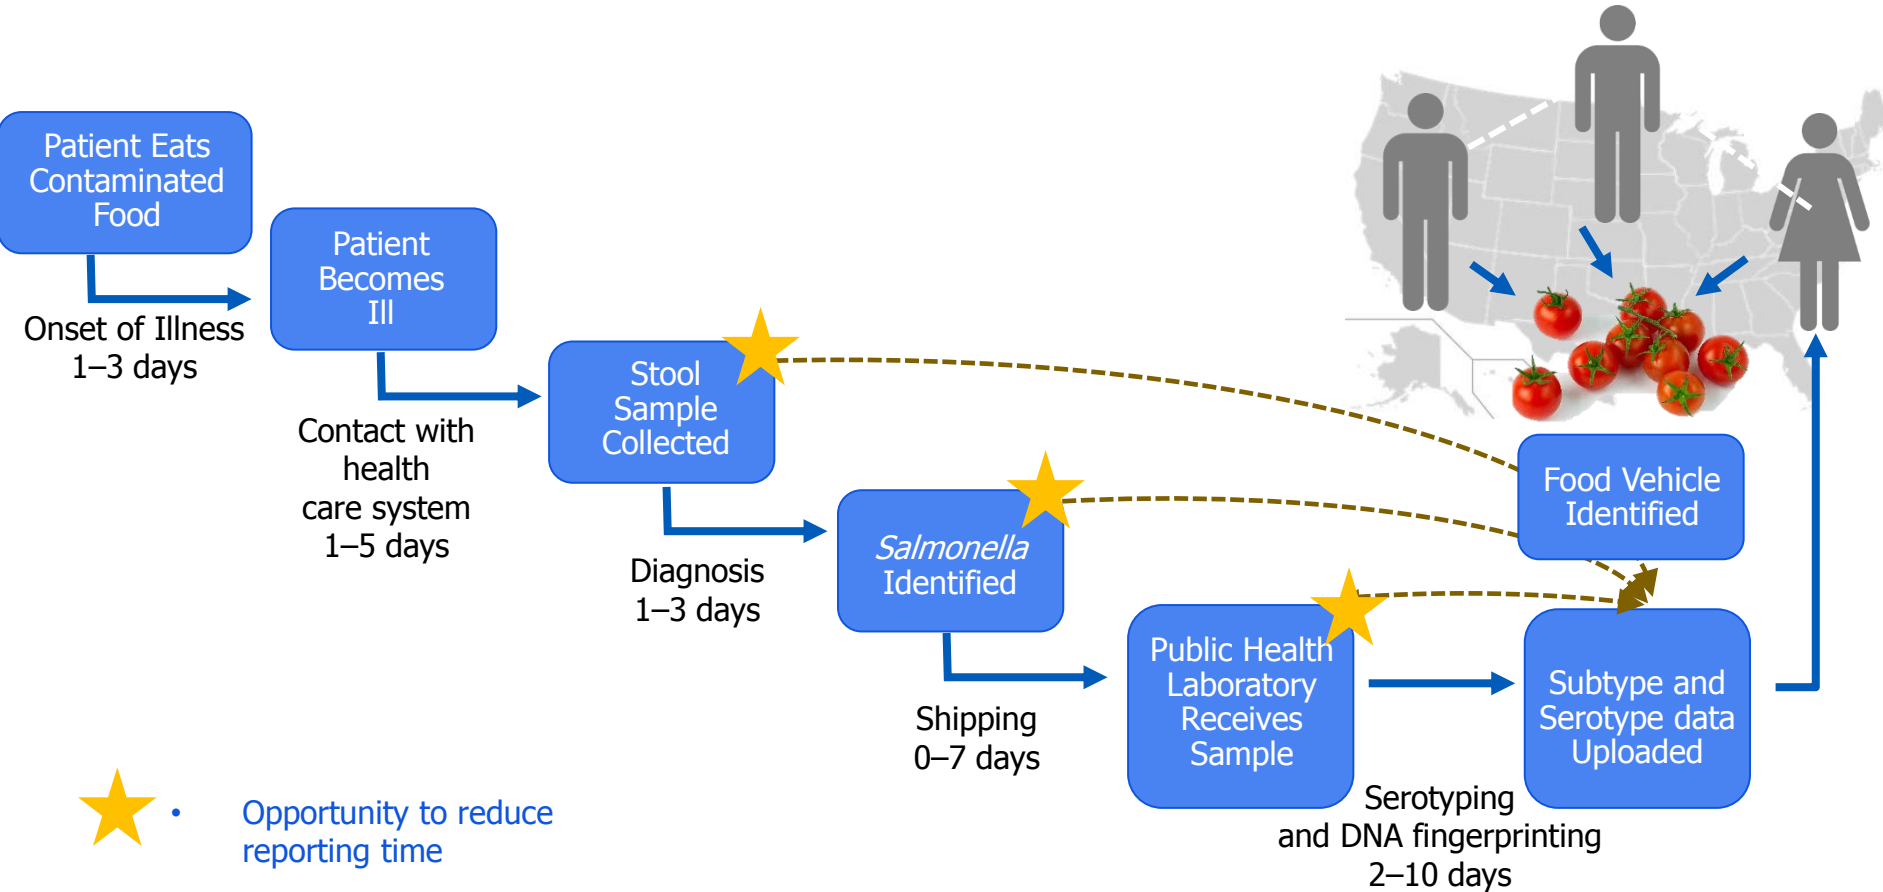 Patient Eats
Contaminated
Food
Onset of Illness
1–3 days
Patient
Becomes
Ill
Contact with
health
care system
1–5 days
Stool
Sample
Collected
Diagnosis
1–3 days
Salmonella
Identified
Shipping
0–7 days
Public Health
Laboratory
Receives
Sample
Serotyping
and DNA fingerprinting
2–10 days
Subtype and
Serotype data
Uploaded
Food Vehicle
Identified
• Opportunity to reduce
reporting time